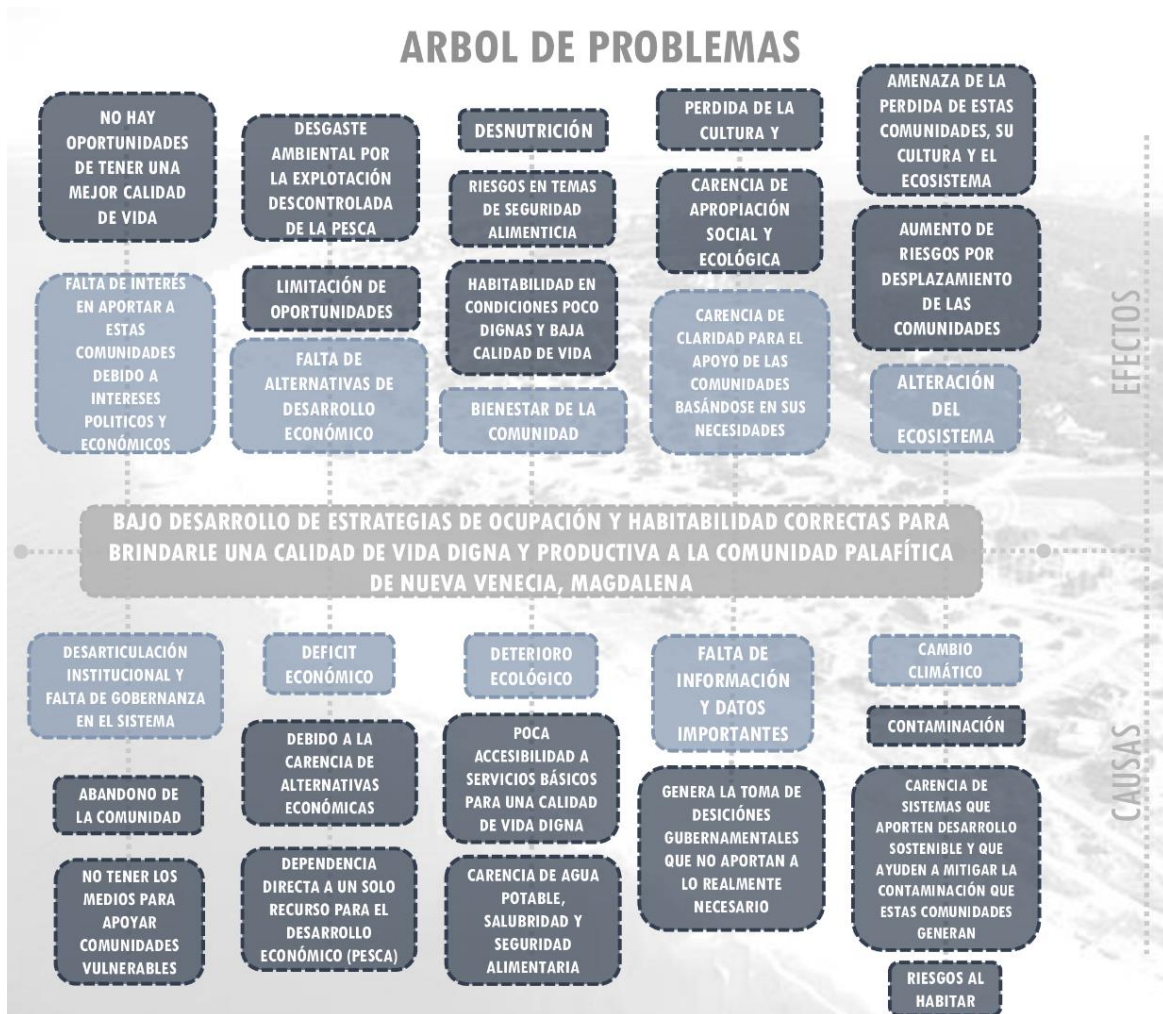 ARBOL DE PROBLEMAS
NO HAY
OPORTUNIDADES
DE TENER UNA
MEJOR CALIDAD
DE VIDA
FALTA DE INTERÉS
EN APORTAR A
ESTAS
COMUNIDADES
DEBIDO A
INTERESES
POLITICOS Y
ECONÓMICOS
DESGASTE
AMBIENTAL POR
LA EXPLOTACIÓN
DESCONTROLADA
DE LA PESCA
LIMITACIÓN DE
OPORTUNIDADES
FALTA DE
ALTERNATIVAS DE
DESARROLLO
ECONÓMICO
DESNUTRICIÓN
RIESGOS EN TEMAS
DE SEGURIDAD
ALIMENTICIA
HABITABILIDAD EN
CONDICIONES POCO
DIGNAS Y BAJA
CALIDAD DE VIDA
BIENESTAR DE LA
COMUNIDAD
PERDIDA DE LA
CULTURA Y
CARENCIA DE
APROPIACIÓN
SOCIAL Y
ECOLÓGICA
CARENCIA DE
CLARIDAD PARA EL
APOYO DE LAS
COMUNIDADES
BASÁNDOSE EN SUS
NECESIDADES
AMENAZA DE LA
PERDIDA DE ESTAS
COMUNIDADES, SU
CULTURA Y EL
ECOSISTEMA
AUMENTO DE
RIESGOS POR
DESPLAZAMIENTO
DE LAS
COMUNIDADES
ALTERACIÓN
DEL
ECOSISTEMA
EFECTOS
BAJO DESARROLLO DE ESTRATEGIAS DE OCUPACIÓN Y HABITABILIDAD CORRECTAS PARA
BRINDARLE UNA CALIDAD DE VIDA DIGNA Y PRODUCTIVA A LA COMUNIDAD PALAFÍTICA
DE NUEVA VENECIA, MAGDALENA
DESARTICULACIÓN
INSTITUCIONAL Y
FALTA DE GOBERNANZA
EN EL SISTEMA
ABANDONO DE
LA COMUNIDAD
NO TENER LOS
MEDIOS PARA
APOYAR
COMUNIDADES
VULNERABLES
DEFICIT
ECONÓMICO
DEBIDO A LA
CARENCIA DE
ALTERNATIVAS
ECONÓMICAS
DEPENDENCIA
DIRECTA A UN SOLO
RECURSO PARA EL
DESARROLLO
ECONÓMICO (PESCA)
DETERIORO
ECOLÓGICO
POCA
ACCESIBILIDAD A
SERVICIOS BÁSICOS
PARA UNA CALIDAD
DE VIDA DIGNA
CARENCIA DE AGUA
POTABLE,
SALUBRIDAD Y
SEGURIDAD
ALIMENTARIA
FALTA DE
INFORMACIÓN
Y DATOS
IMPORTANTES
GENERA LA TOMA DE
DESICIÓNES
GUBERNAMENTALES
QUE NO APORTAN A
LO REALMENTE
NECESARIO
CAMBIO
CLIMÁTICO
CONTAMINACIÓN
CARENCIA DE
SISTEMAS QUE
APORTEN DESARROLLO
SOSTENIBLE Y QUE
AYUDEN A MITIGAR LA
CONTAMINACIÓN QUE
ESTAS COMUNIDADES
GENERAN
RIESGOS AL
HABITAR
CAUSAS